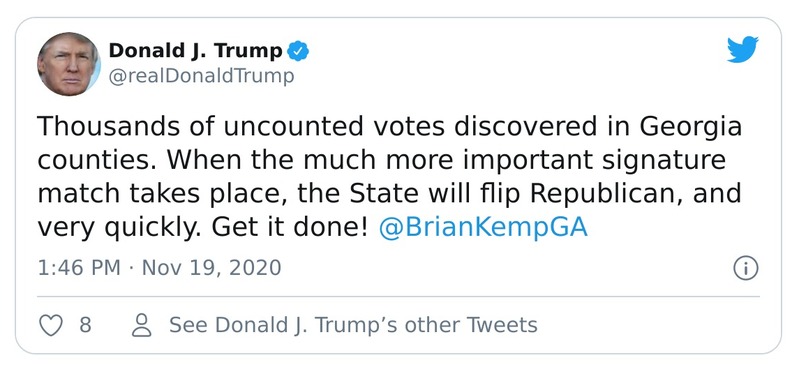 Donald J. Trump
@realDonaldTrump
Thousands of uncounted votes discovered in Georgia
counties. When the much more important signature
match takes place, the State will flip Republican, and
very quickly. Get it done! @BrianKempGA
1:46 PM · Nov 19, 2020
8 See Donald J. Trump’s other Tweets